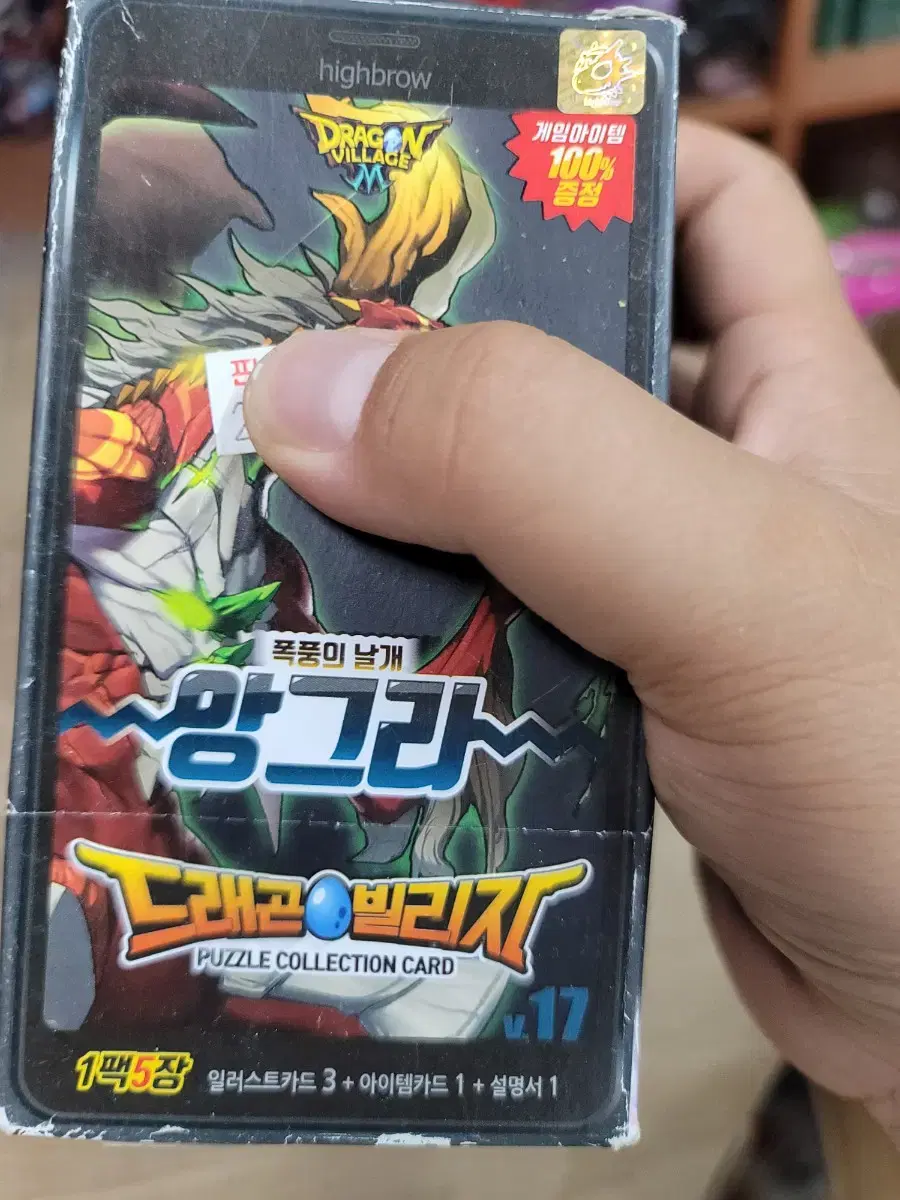 highbrow
DRAGON
VILLAGE
M
게임아이템
100%
증정
폭풍의 날개
앙그라
드래곤빌리지
PUZZLE COLLECTION CARD
v.17
1팩5장
일러스트카드 3 + 아이템카드 1 + 설명서 1